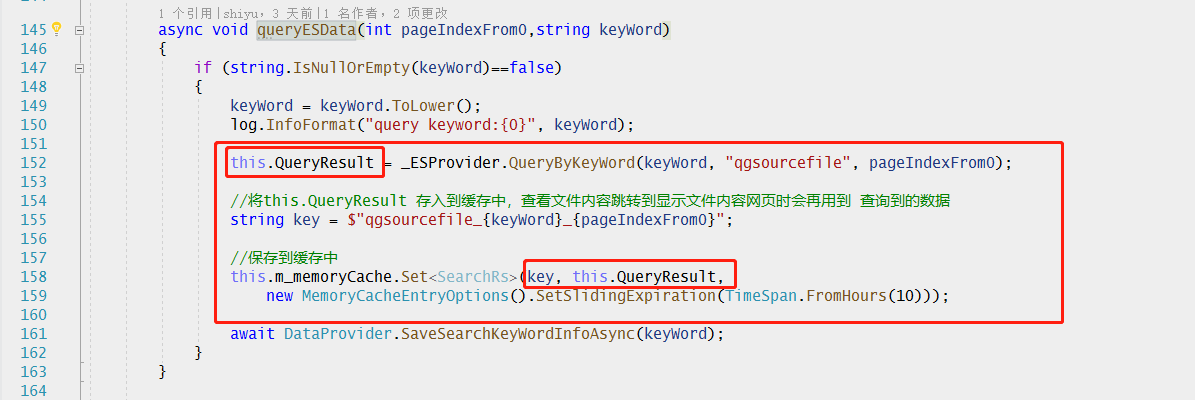 1 个引用|shiyu，3 天前|1 名作者，2 项更改
145 async void queryESData(int pageIndexFrom0,string keyWord)
146 {
147 if (string.IsNullOrEmpty(keyWord)==false)
148 {
149 keyWord = keyWord.ToLower();
150 log.InfoFormat("query keyword:{0}", keyWord);
151
152 this.QueryResult = _ESProvider.QueryByKeyWord(keyWord, "qgsourcefile", pageIndexFrom0);
153
154 //将this.QueryResult 存入到缓存中，查看文件内容跳转到显示文件内容网页时会再用到 查询到的数据
155 string key = $"qgsourcefile_{keyWord}_{pageIndexFrom0}";
156
157 //保存到缓存中
158 this.m_memoryCache.Set<SearchRs>(key, this.QueryResult,
159 new MemoryCacheEntryOptions().SetSlidingExpiration(TimeSpan.FromHours(10)));
160
161 await DataProvider.SaveSearchKeyWordInfoAsync(keyWord);
162 }
163 }
164